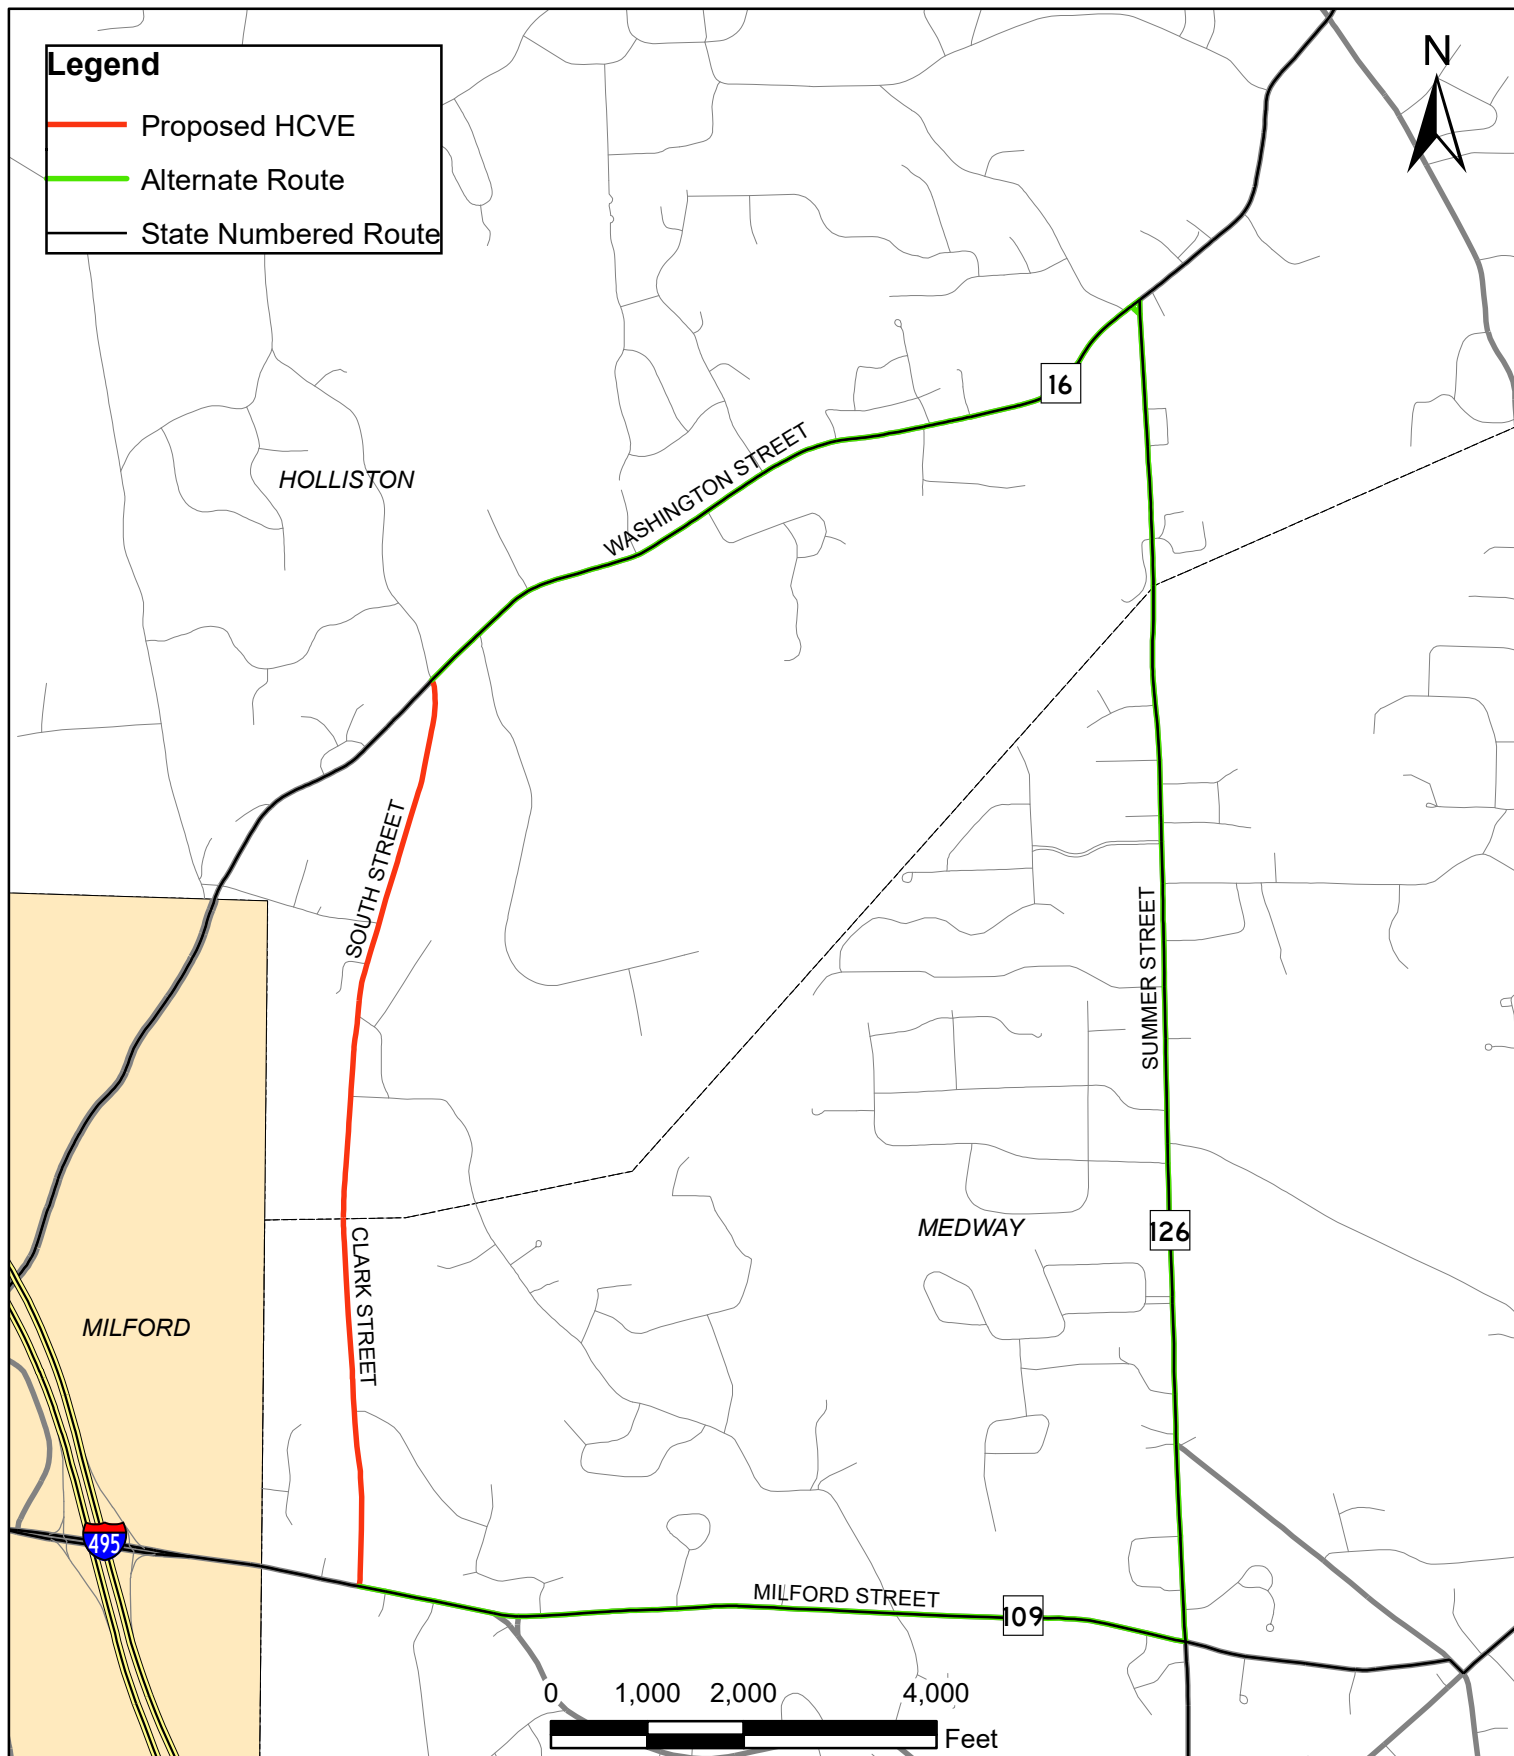 Legend
Proposed HCVE
Alternate Route
State Numbered Route
N
16
WASHINGTON STREET
HOLLISTON
SOUTH STREET
SUMMER STREET
MEDWAY
126
CLARK STREET
MILFORD
495
MILFORD STREET
109
0 1,000 2,000 4,000
Feet